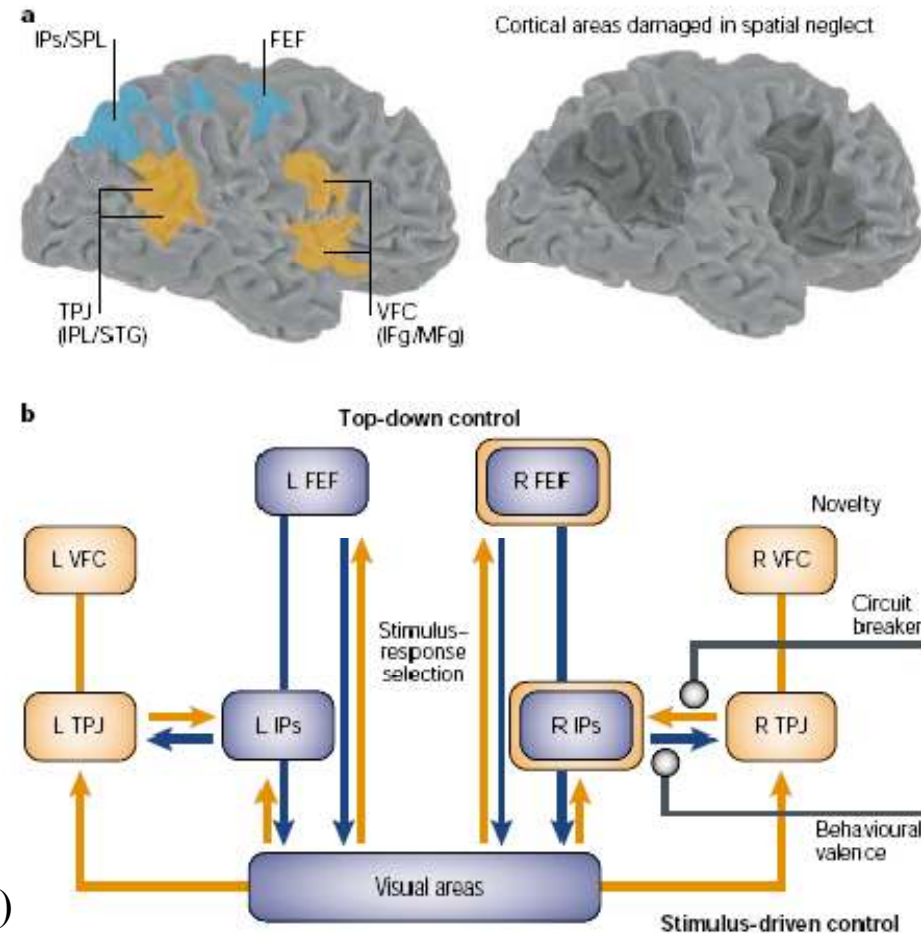 a
IPs/SPL
FEF
Cortical areas damaged in spatial neglect
TPJ
(IPL/STG)
VFC
(IFg/MFg)
b
Top-down control
L FEF
R FEF
Novelty
L VFC
R VFC
Circuit
breaker
Stimulus–
response
selection
L TPJ
L IPs
R IPs
R TPJ
Behavioural
valence
Visual areas
)
Stimulus-driven control